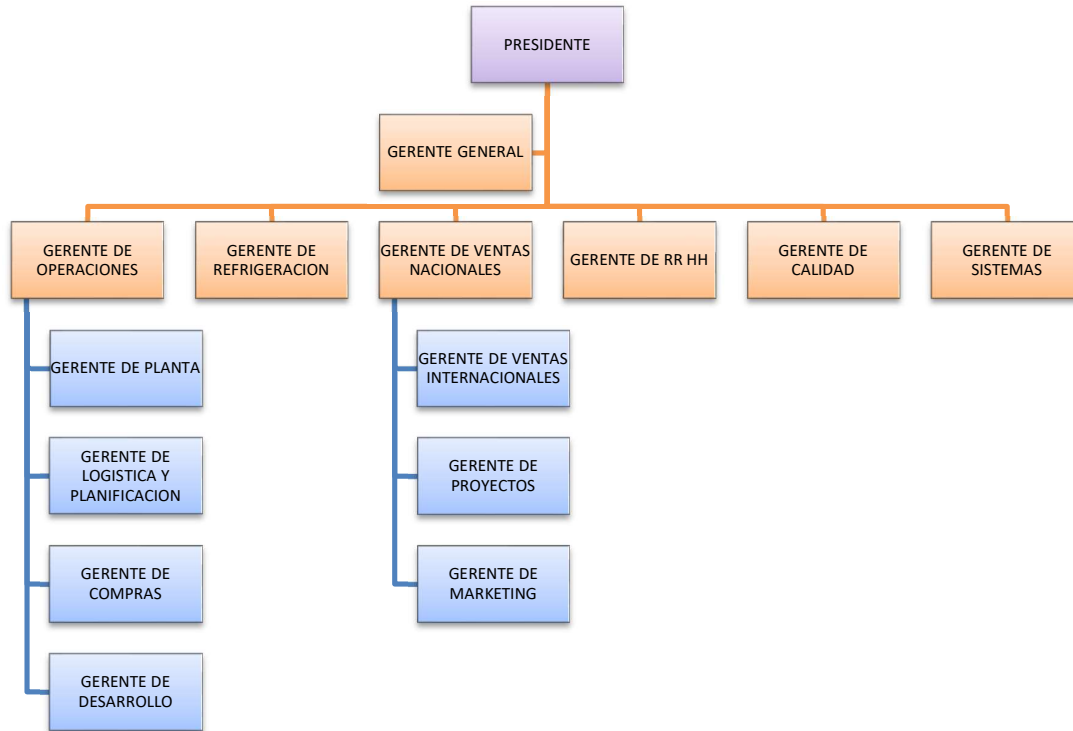 PRESIDENTE
GERENTE GENERAL
GERENTE DE
OPERACIONES
GERENTE DE
REFRIGERACION
GERENTE DE VENTAS
NACIONALES
GERENTE DE RR HH
GERENTE DE
CALIDAD
GERENTE DE
SISTEMAS
GERENTE DE PLANTA
GERENTE DE
LOGISTICA Y
PLANIFICACION
GERENTE DE
COMPRAS
GERENTE DE
DESARROLLO
GERENTE DE VENTAS
INTERNACIONALES
GERENTE DE
PROYECTOS
GERENTE DE
MARKETING